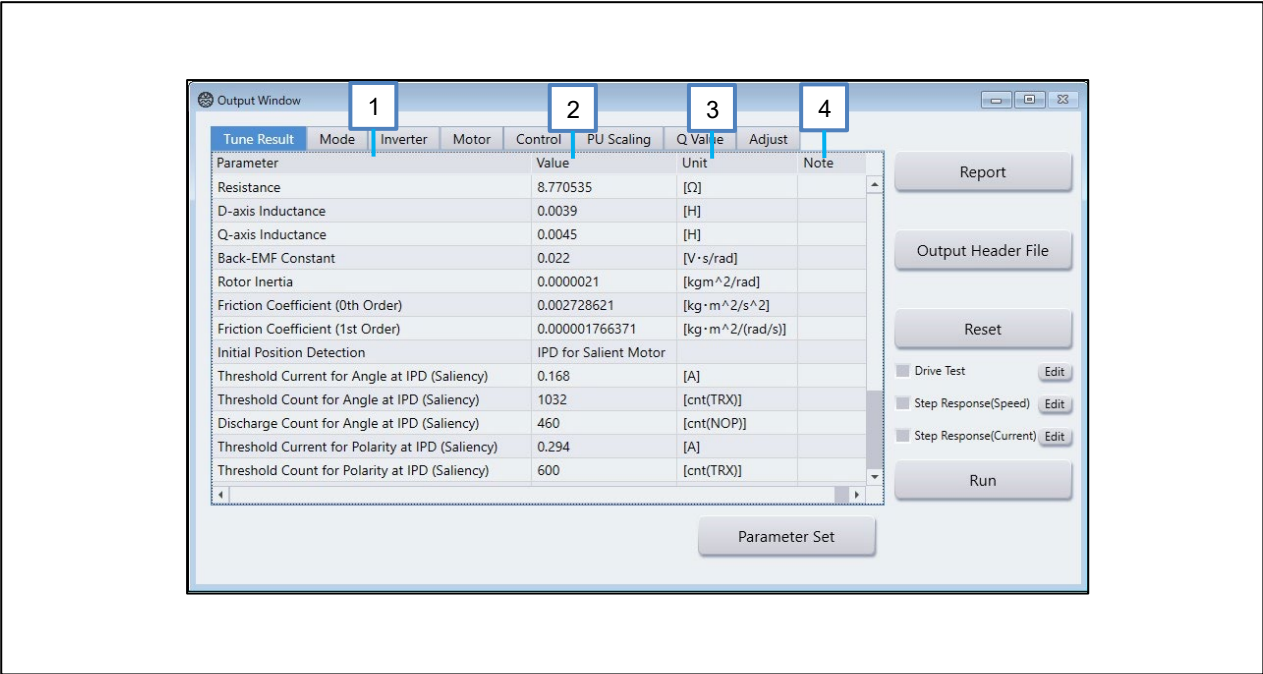 Output Window
1 2 3 4
Tune Result Mode Inverter Motor Control PU Scaling Q Value Adjust
Parameter Value Unit Note
Resistance 8.770535 [Ω]
D-axis Inductance 0.0039 [H]
Q-axis Inductance 0.0045 [H]
Back-EMF Constant 0.022 [V·s/rad]
Rotor Inertia 0.0000021 [kgm^2/rad]
Friction Coefficient (0th Order) 0.002728621 [kg·m^2/s^2]
Friction Coefficient (1st Order) 0.000001766371 [kg·m^2/(rad/s)]
Initial Position Detection IPD for Salient Motor
Threshold Current for Angle at IPD (Saliency) 0.168 [A]
Threshold Count for Angle at IPD (Saliency) 1032 [cnt(TRX)]
Discharge Count for Angle at IPD (Saliency) 460 [cnt(NOP)]
Threshold Current for Polarity at IPD (Saliency) 0.294 [A]
Threshold Count for Polarity at IPD (Saliency) 600 [cnt(TRX)]
Report
Output Header File
Reset
Drive Test Edit
Step Response(Speed) Edit
Step Response(Current) Edit
Run
Parameter Set